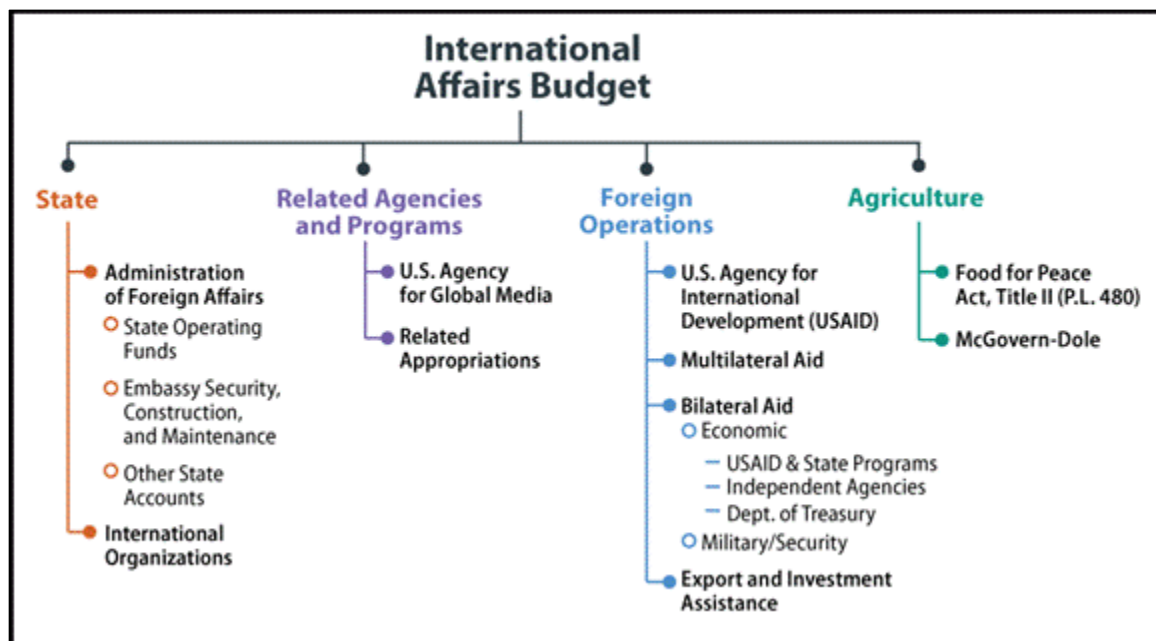 International
Affairs Budget
State
Administration
of Foreign Affairs
State Operating
Funds
Embassy Security,
Construction,
and Maintenance
Other State
Accounts
International
Organizations
Related Agencies
and Programs
U.S. Agency
for Global Media
Related
Appropriations
Foreign
Operations
U.S. Agency for
International
Development (USAID)
Multilateral Aid
Bilateral Aid
Economic
USAID & State Programs
Independent Agencies
Dept. of Treasury
Military/Security
Export and Investment
Assistance
Agriculture
Food for Peace
Act, Title II (P.L. 480)
McGovern-Dole